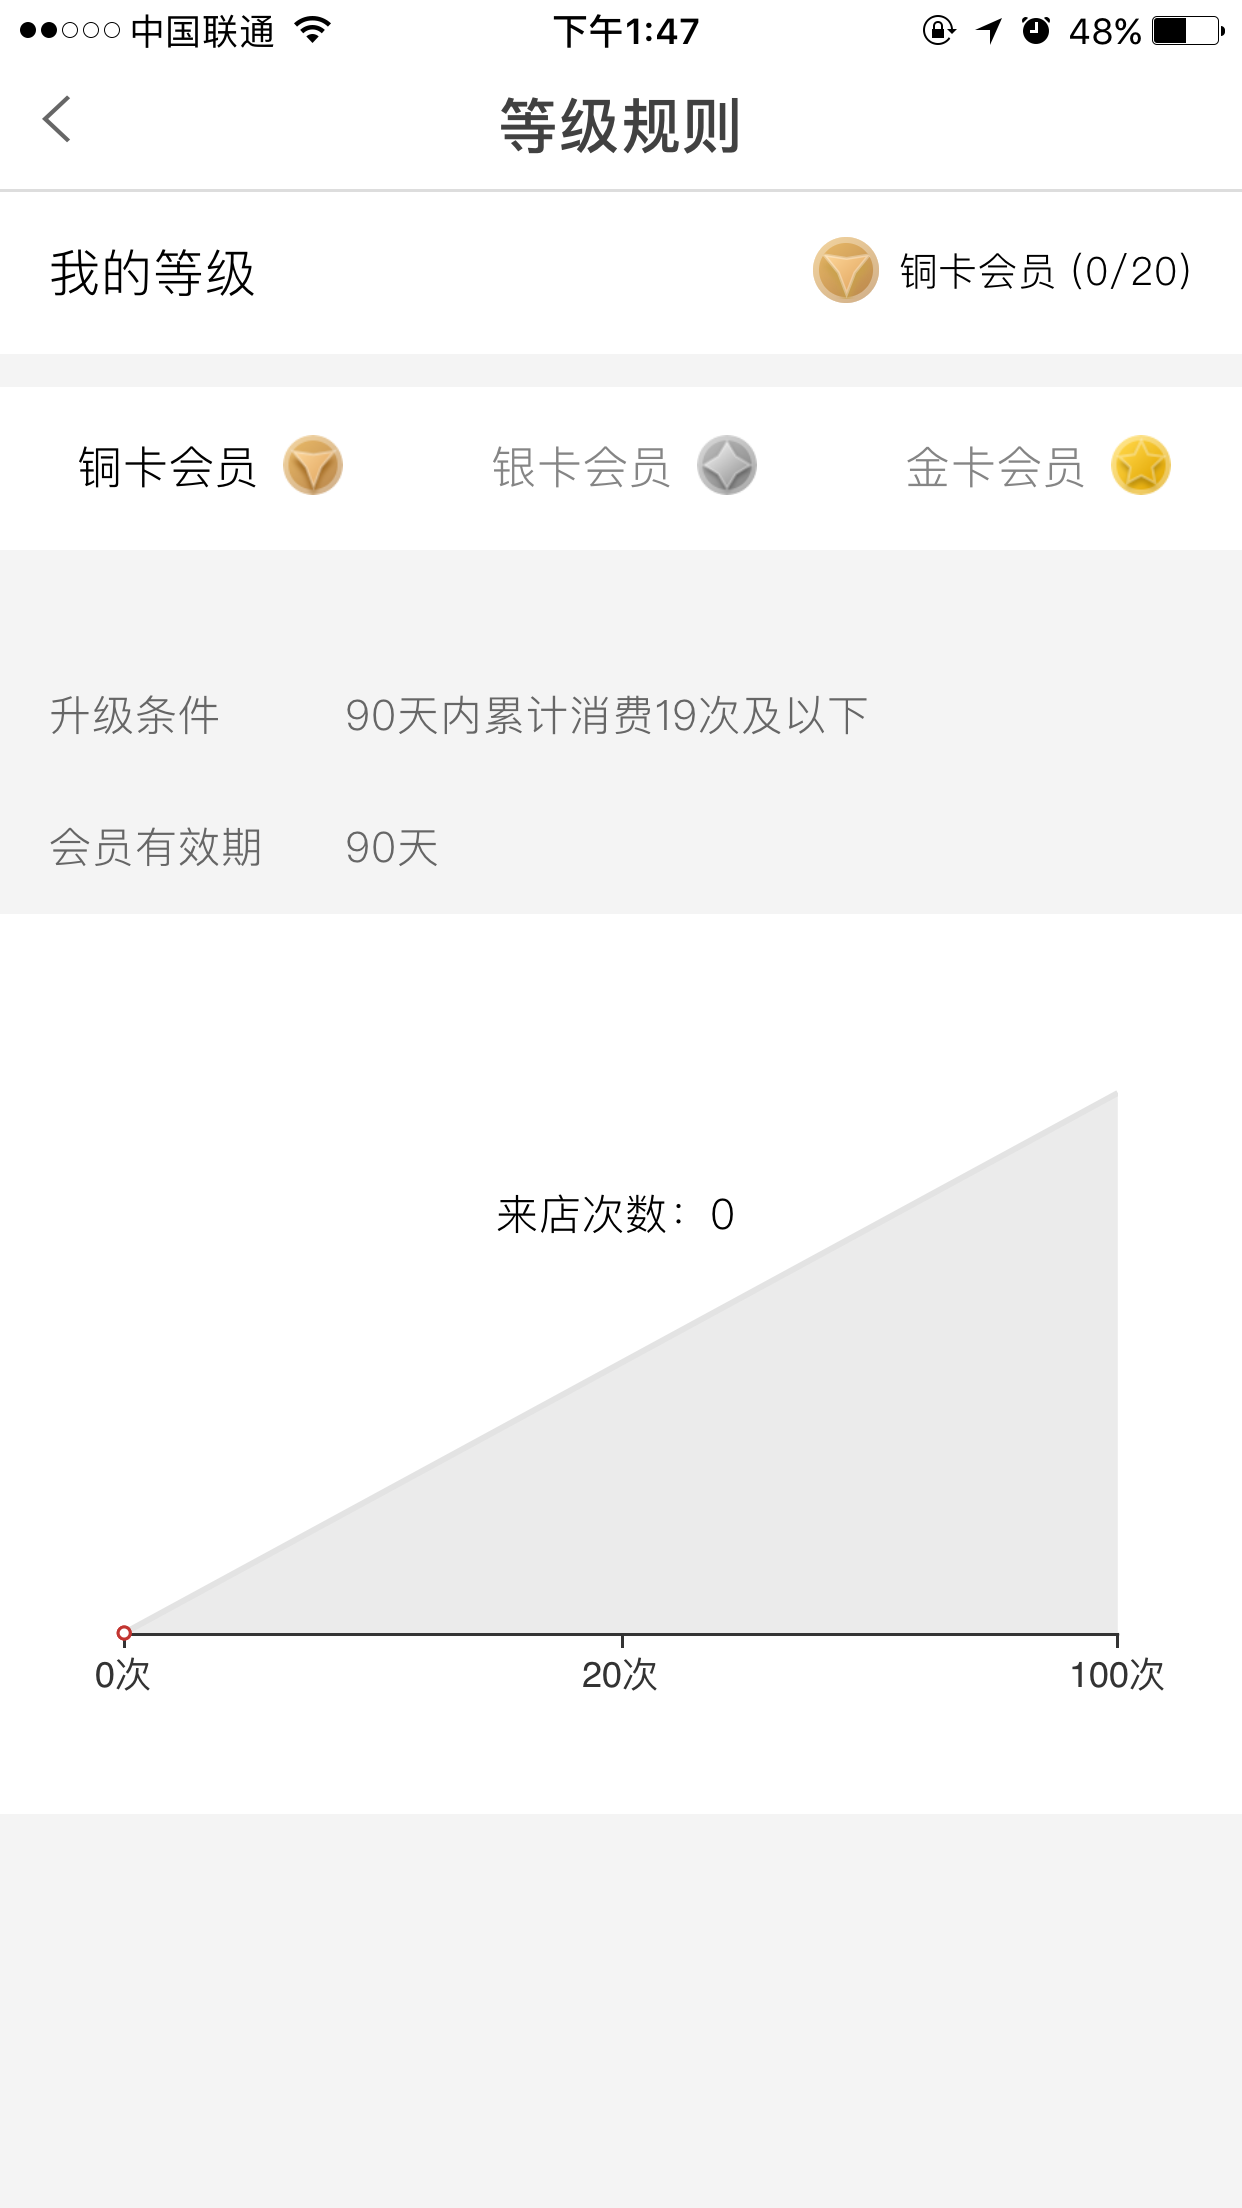 中国联通 下午1:47 48%
等级规则
我的等级 铜卡会员 (0/20)
铜卡会员 银卡会员 金卡会员
升级条件 90天内累计消费19次及以下
会员有效期 90天
来店次数：0
0次 20次 100次